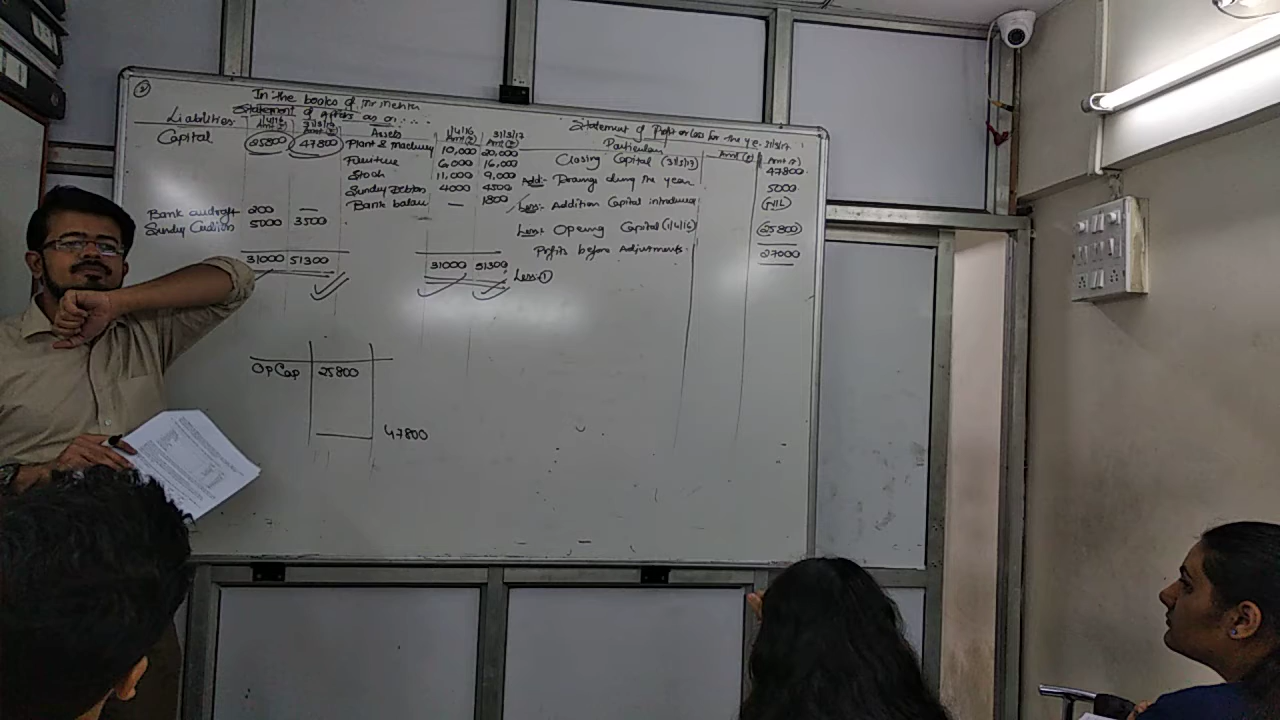 2
In the books of Mr Mehta
Statement of Affairs as on ....
Liabilities 1/4/16 Amt (₹) 31/3/17 Amt (₹) Assets 1/4/16 Amt (₹) 31/3/17 Amt (₹)
Capital 25800 47800 Plant & Machinery 10,000 20,000
Furniture 6,000 16,000
Stock 11,000 9,000
Sundry Debtors 4000 4500
Bank balan — 1800
Bank overdraft 200 —
Sundry Creditors 5000 3500
31000 51300 31000 51300
Statement of Profit or Loss for the y.e. 31/3/17
Particulars Amt (₹) Amt (₹)
Closing Capital (31/3/17) 47800
Add:- Drawings during the year 5000
Less:- Addition Capital introduced (NIL)
Less: Opening Capital (1/4/16) (25800)
Profits before Adjustments. 27000
Less:- 1
Op Cap 25800
47800